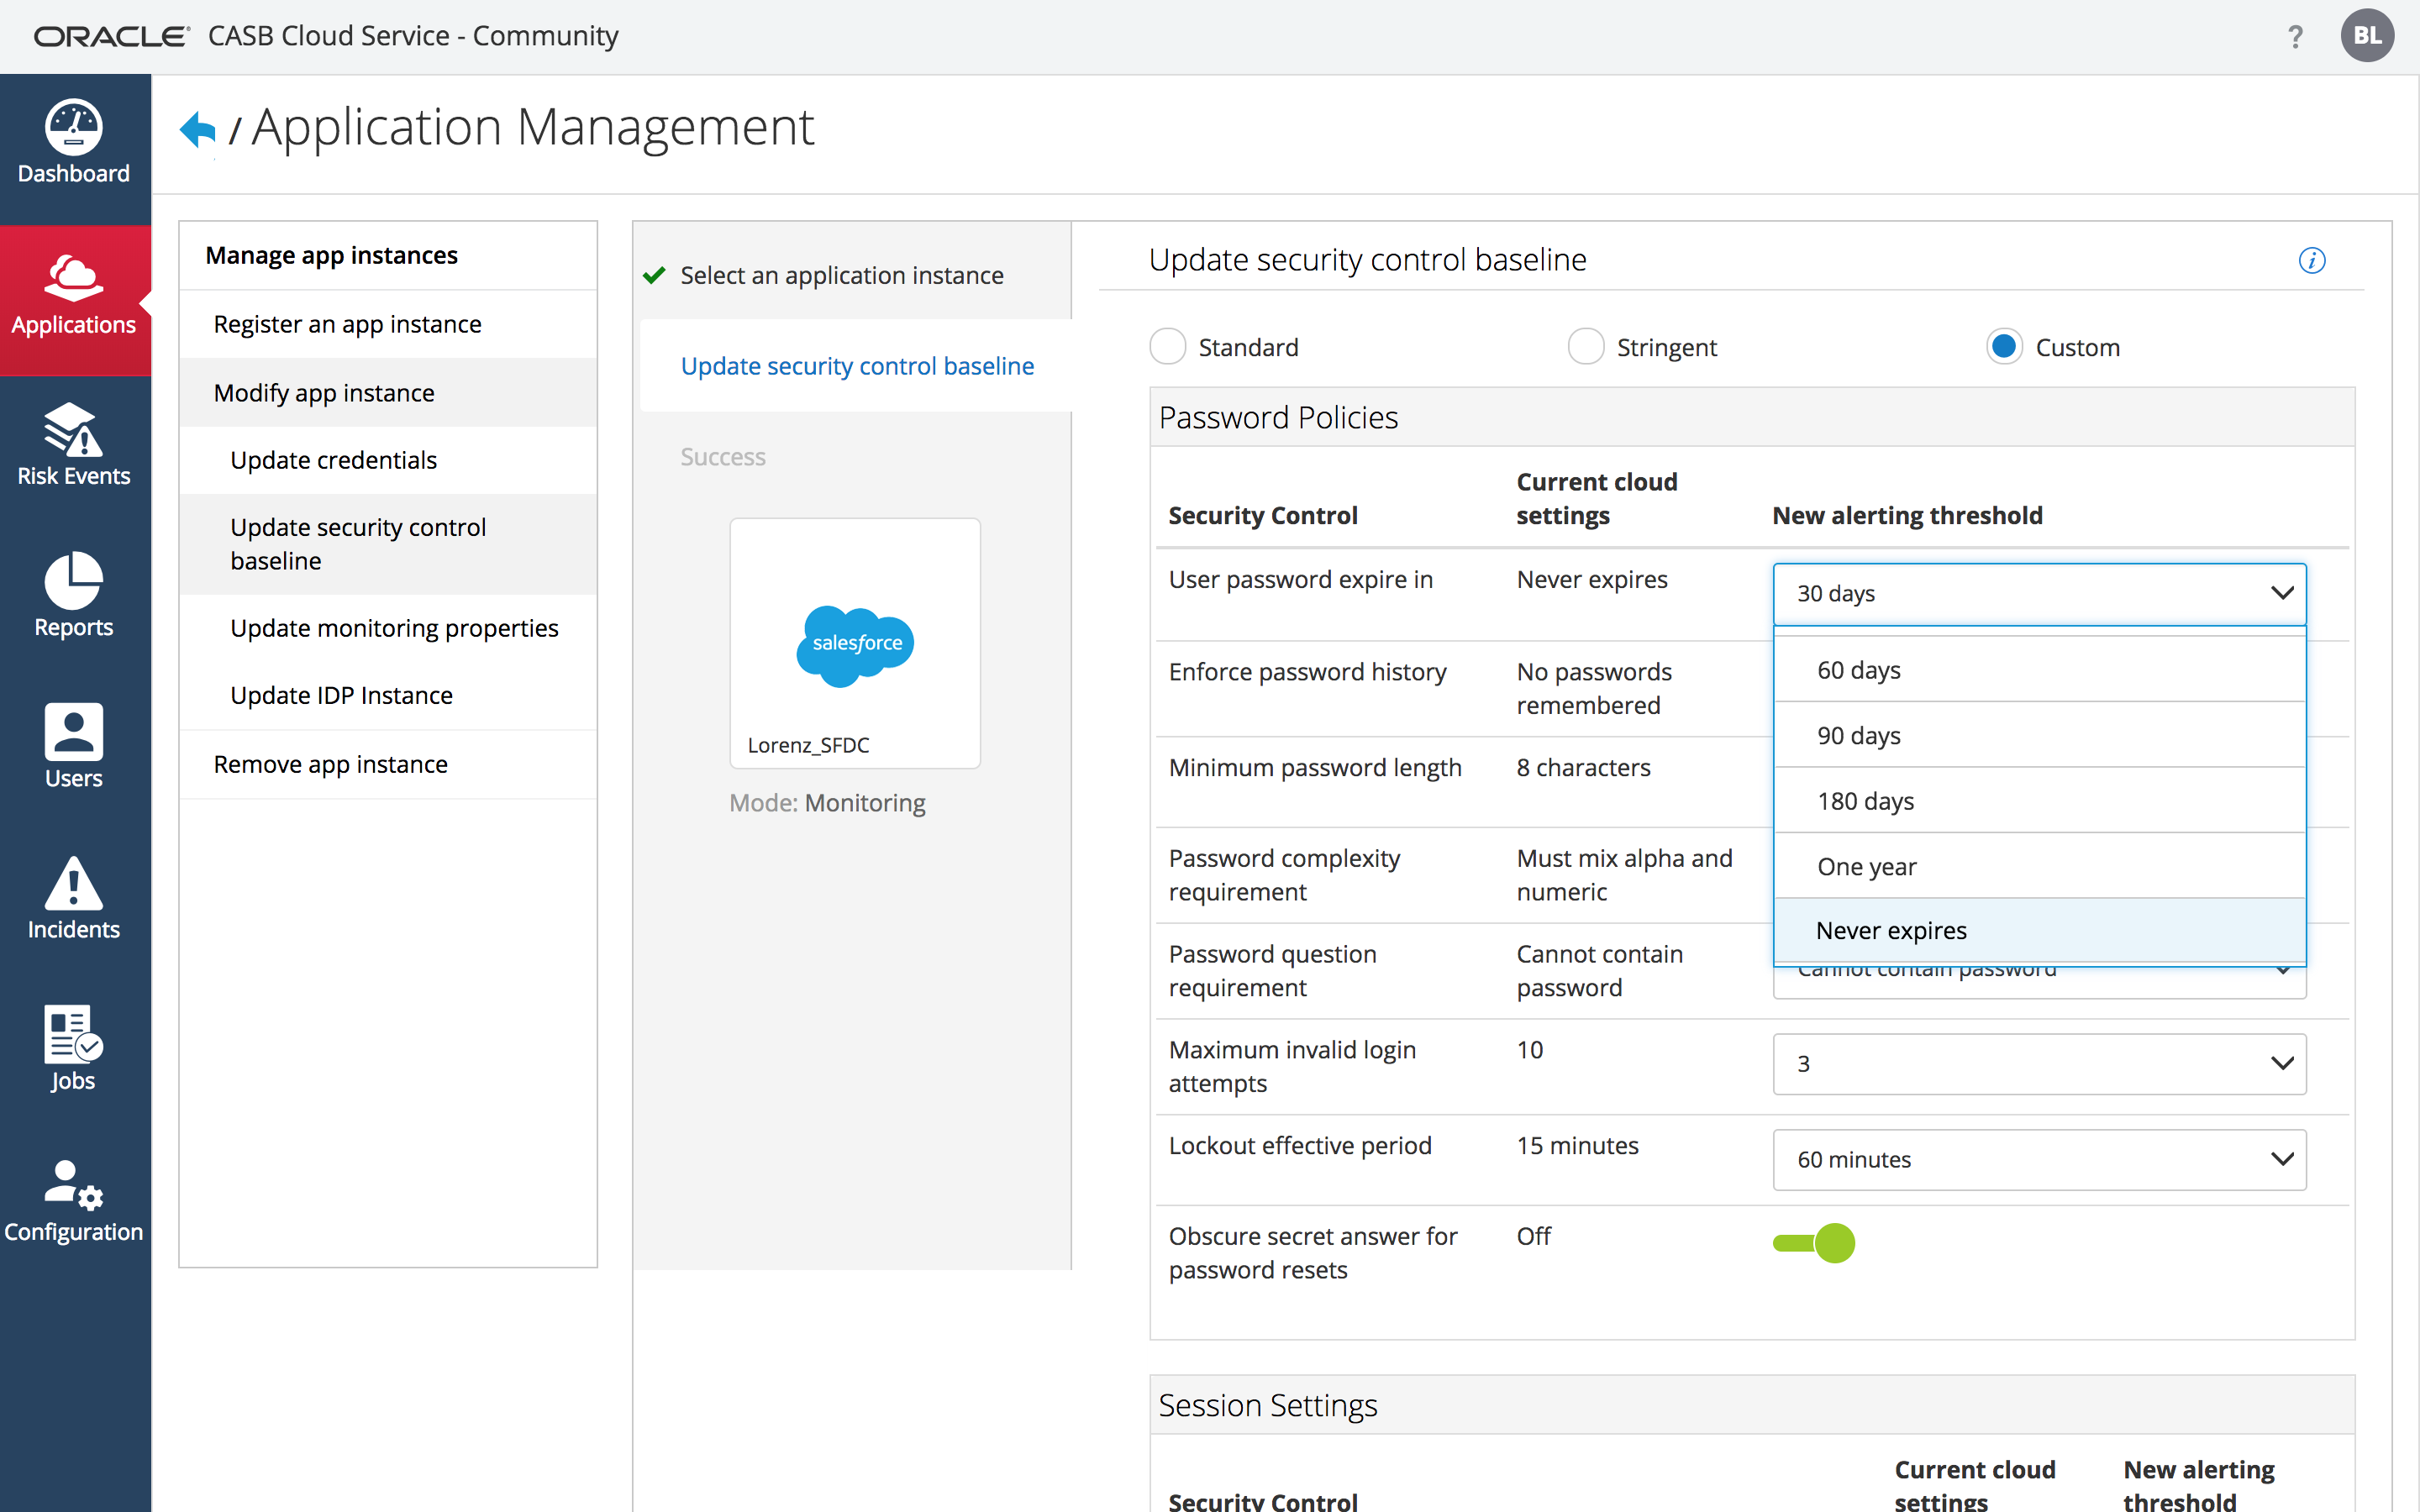 ORACLE® CASB Cloud Service - Community
? BL
Dashboard
Applications
Risk Events
Reports
Users
Incidents
Jobs
Configuration
/ Application Management
Manage app instances
Register an app instance
Modify app instance
Update credentials
Update security control
baseline
Update monitoring properties
Update IDP Instance
Remove app instance
Select an application instance
Update security control baseline
Success
salesforce
Lorenz_SFDC
Mode: Monitoring
Update security control baseline
i
Standard
Stringent
Custom
Password Policies
Security Control
Current cloud
settings
New alerting threshold
User password expire in
Never expires
30 days
60 days
90 days
180 days
One year
Never expires
Enforce password history
No passwords
remembered
Minimum password length
8 characters
Password complexity
requirement
Must mix alpha and
numeric
Password question
requirement
Cannot contain
password
Cannot contain password
Maximum invalid login
attempts
10
3
Lockout effective period
15 minutes
60 minutes
Obscure secret answer for
password resets
Off
Session Settings
Security Control
Current cloud
settings
New alerting
threshold